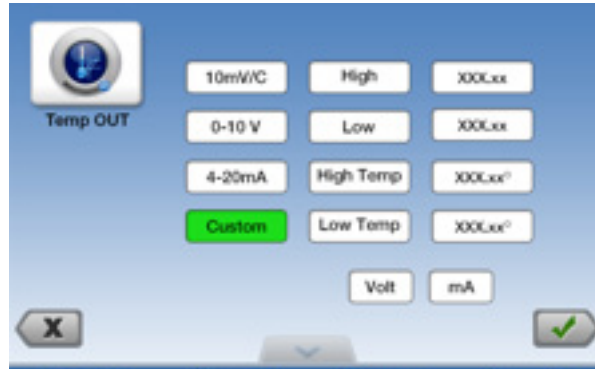 10mV/C High XXX.xx
Temp OUT
0-10 V Low XXX.xx
4-20mA High Temp XXX.xx°
Custom Low Temp XXX.xx°
Volt mA
X